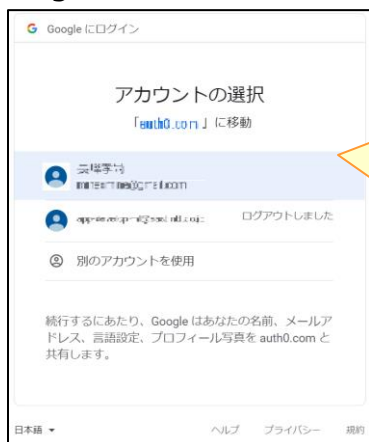 Google にログイン
アカウントの選択
「auth0.com」に移動
ログアウトしました
別のアカウントを使用
続行するにあたり、Google はあなたの名前、メールア
ドレス、言語設定、プロフィール写真を auth0.com と
共有します。
日本語
ヘルプ プライバシー 規約